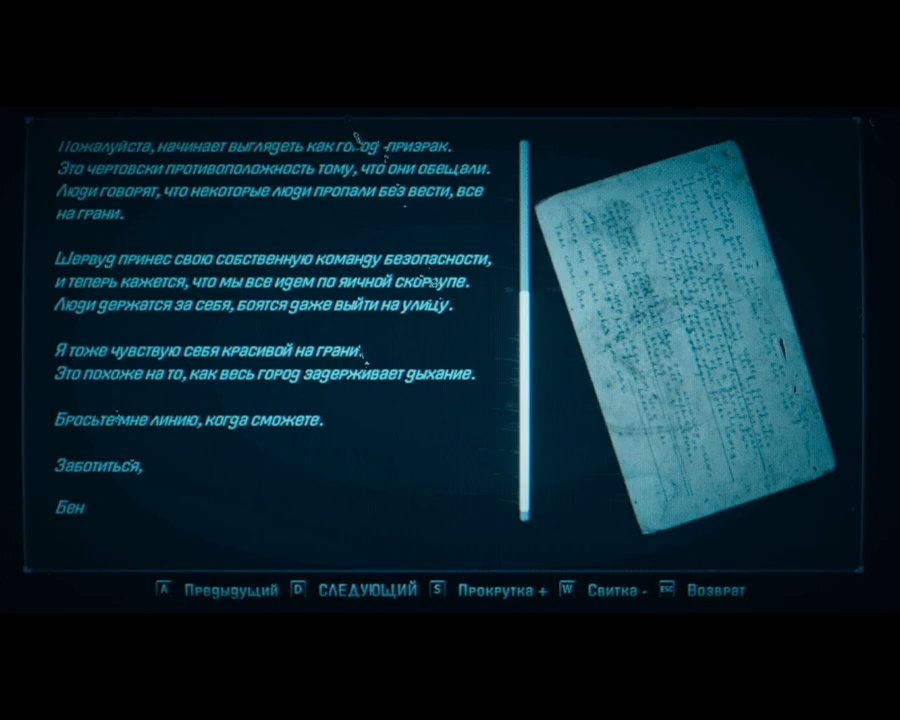 Пожалуйста, начинает выглядеть как город -призрак.
Это чертовски противоположность тому, что они обещали.
Люди говорят, что некоторые люди пропали без вести, все
на грани.
Шервуд принес свою собственную команду безопасности,
и теперь кажется, что мы все идем по яичной скорлупе.
Люди держатся за себя, боятся даже выйти на улицу.
Я тоже чувствую себя красивой на грани.
Это похоже на то, как весь город задерживает дыхание.
Бросьте мне линию, когда сможете.
Заботиться,
Бен
A Предыдущий D СЛЕДУЮЩИЙ S Прокрутка + W Свитка - ESC Возврат